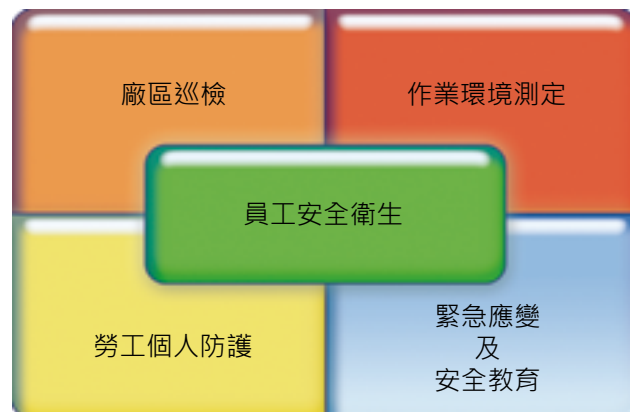 廠區巡檢
作業環境測定
員工安全衛生
勞工個人防護
緊急應變
及
安全教育